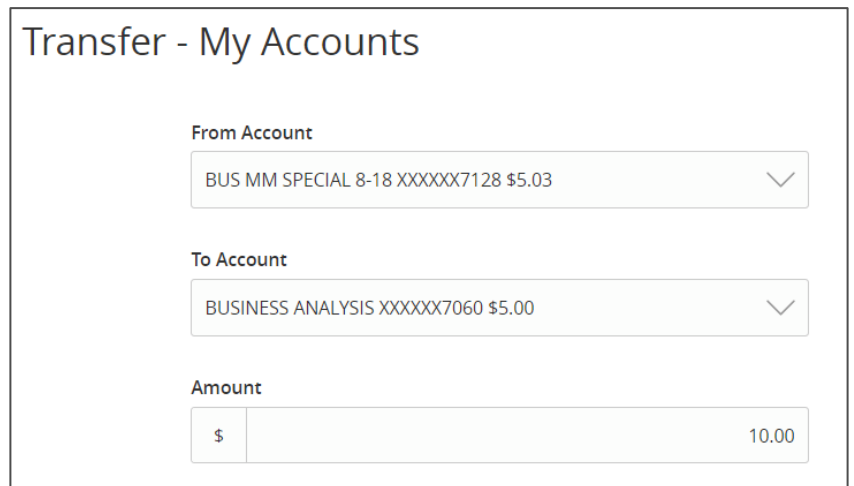 Transfer - My Accounts
From Account
BUS MM SPECIAL 8-18 XXXXXX7128 $5.03
To Account
BUSINESS ANALYSIS XXXXXX7060 $5.00
Amount
$ 10.00